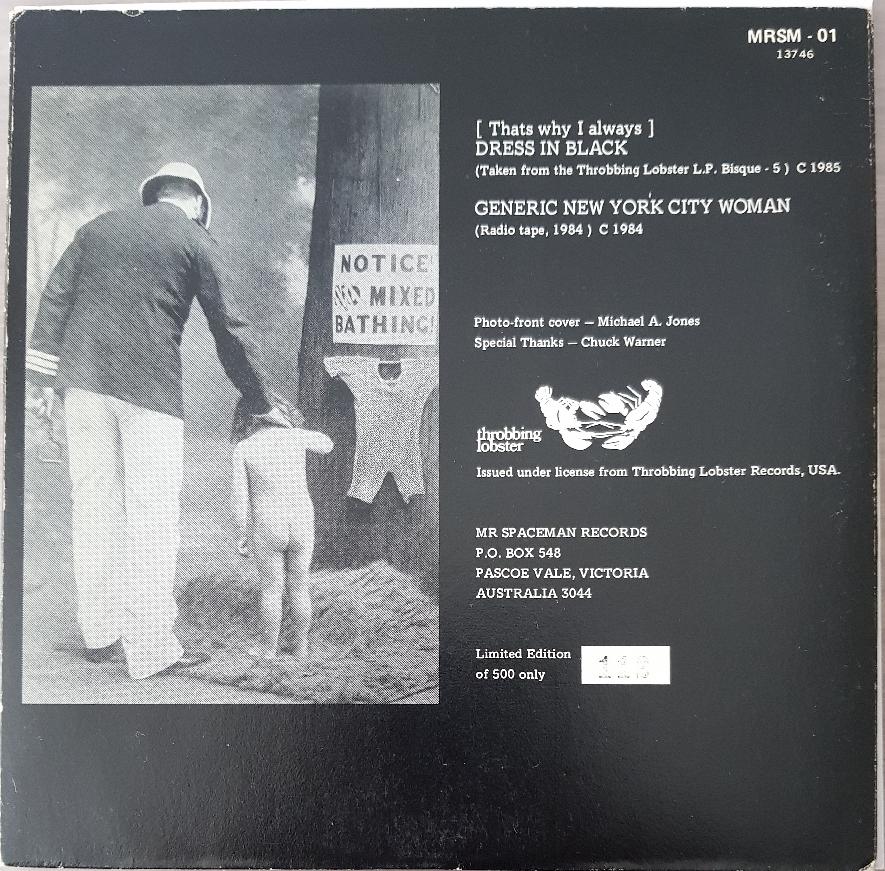 MRSM - 01
13746
[ Thats why I always ]
DRESS IN BLACK
(Taken from the Throbbing Lobster L.P. Bisque - 5 ) C 1985
GENERIC NEW YORK CITY WOMAN
(Radio tape, 1984 ) C 1984
NOTICE!
NO MIXED
BATHING!
Photo-front cover — Michael A. Jones
Special Thanks — Chuck Warner
throbbing
lobster
Issued under license from Throbbing Lobster Records, USA.
MR SPACEMAN RECORDS
P.O. BOX 548
PASCOE VALE, VICTORIA
AUSTRALIA 3044
Limited Edition
of 500 only